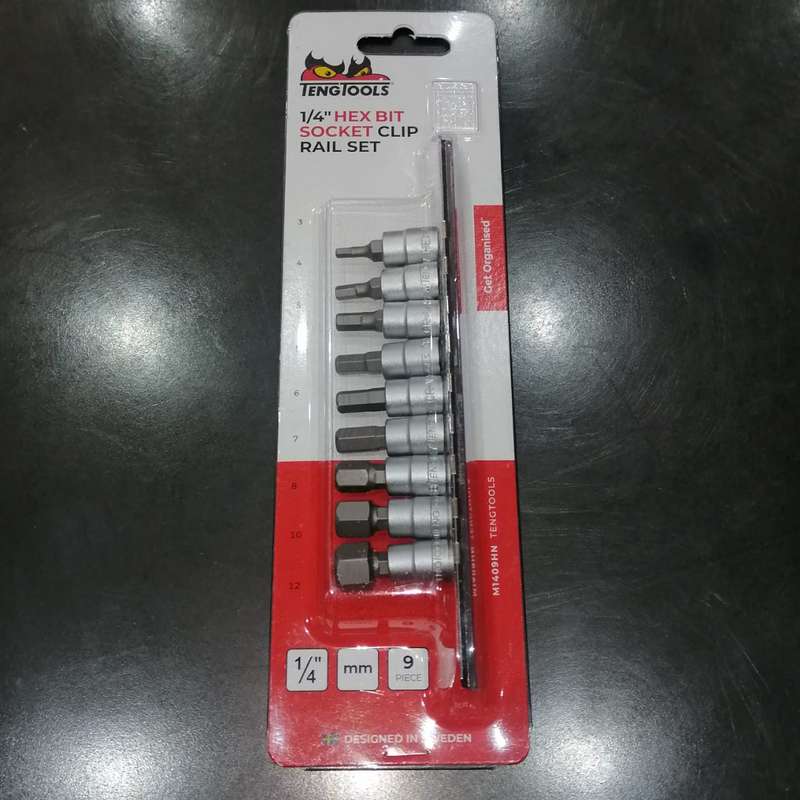 TENGTOOLS
1/4" HEX BIT
SOCKET CLIP
RAIL SET
3
4
5
6
7
8
10
12
Get Organised
M1409HN TENGTOOLS
1/4"
mm
9
PIECE
DESIGNED IN SWEDEN